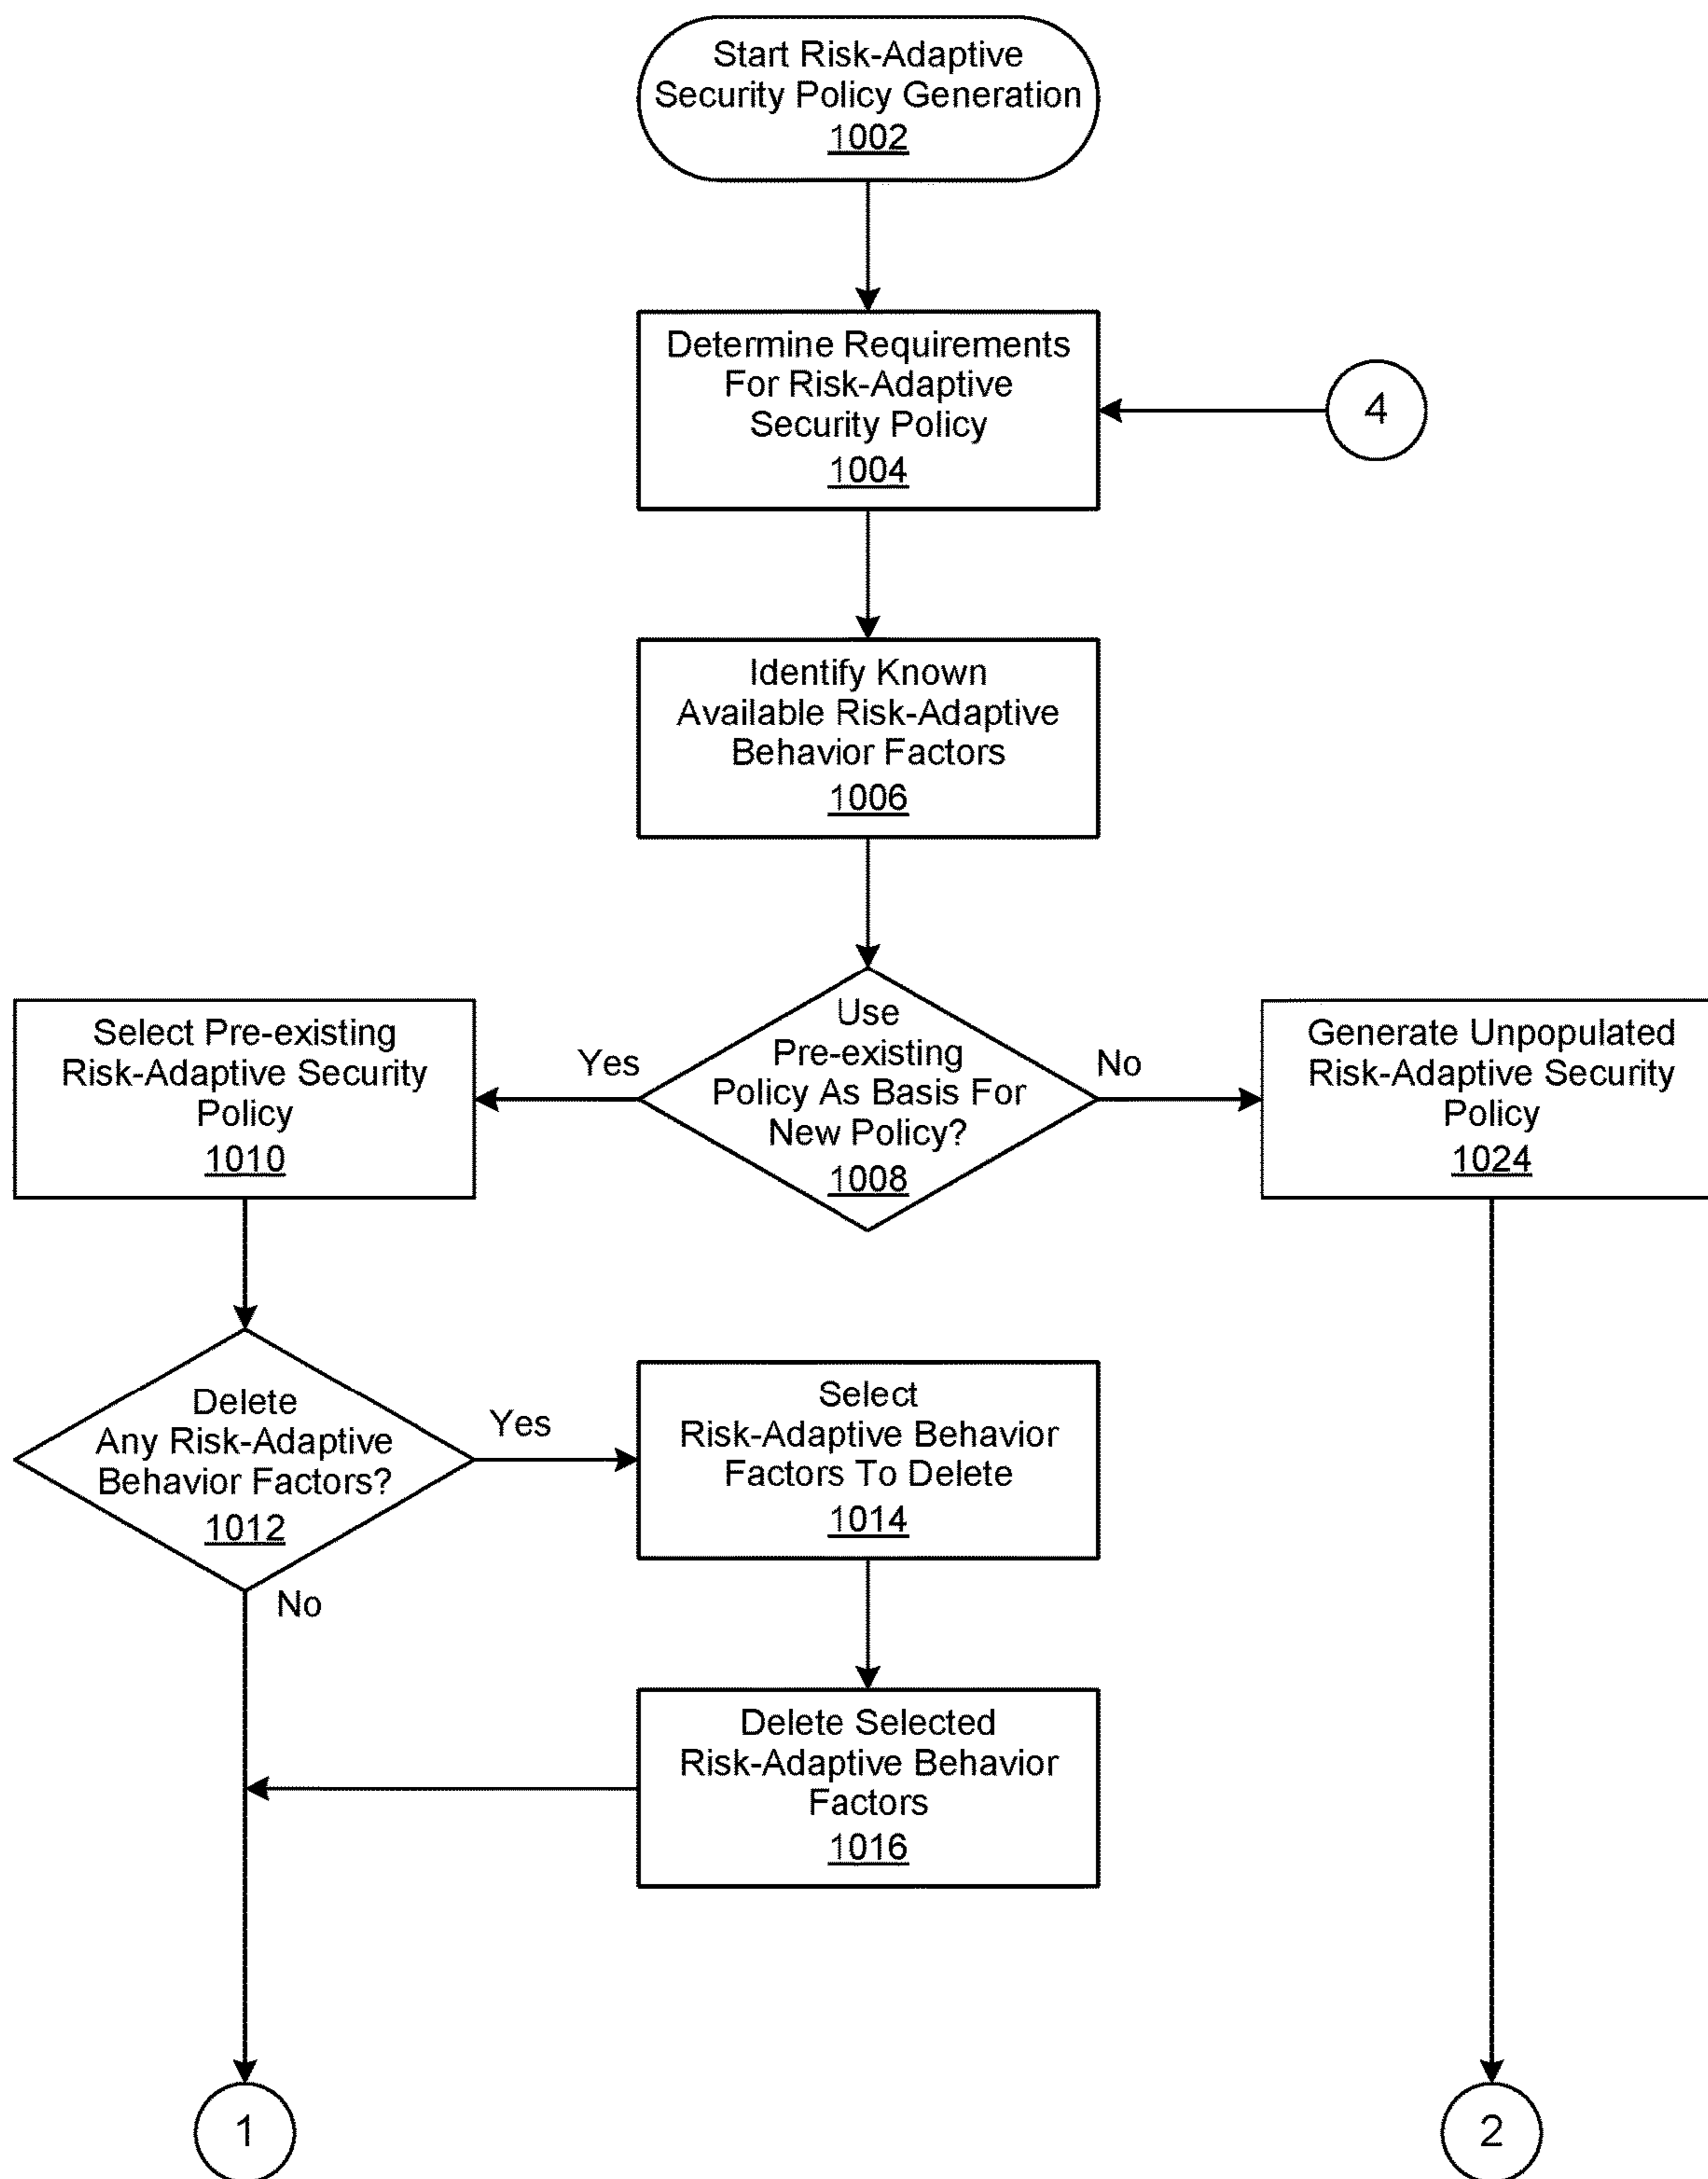 Start Risk-Adaptive
Security Policy Generation
1002
Determine Requirements
For Risk-Adaptive
Security Policy
1004
4
Identify Known
Available Risk-Adaptive
Behavior Factors
1006
Select Pre-existing
Risk-Adaptive Security
Policy
1010
Yes
Use
Pre-existing
Policy As Basis For
New Policy?
1008
No
Generate Unpopulated
Risk-Adaptive Security
Policy
1024
Delete
Any Risk-Adaptive
Behavior Factors?
1012
Yes
No
Select
Risk-Adaptive Behavior
Factors To Delete
1014
Delete Selected
Risk-Adaptive Behavior
Factors
1016
1
2